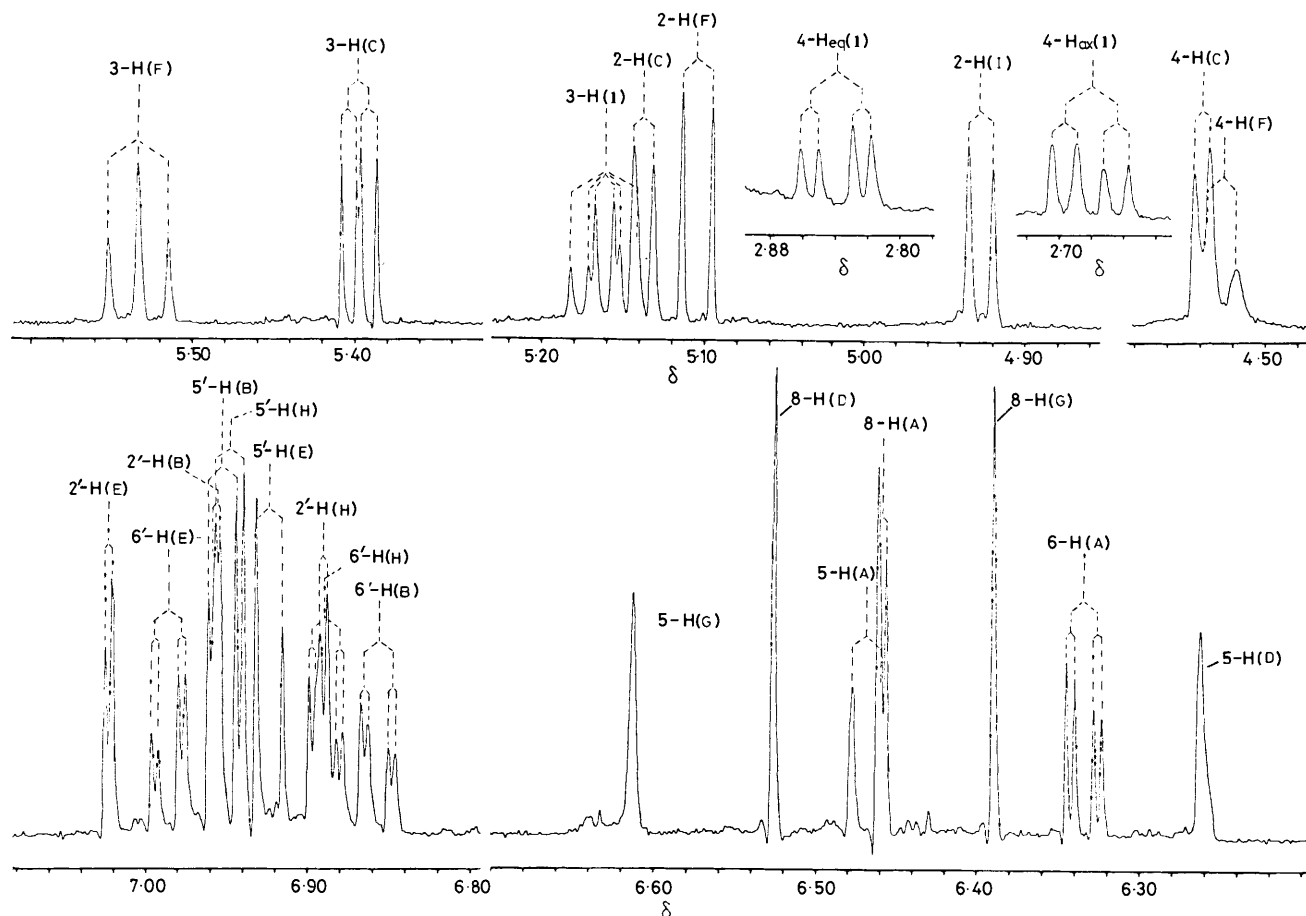 3-H(F)
3-H(C)
3-H(1)
2-H(C)
2-H(F)
4-Heq(1)
4-Hax(1)
2-H(I)
4-H(C)
4-H(F)
2·88
2·80
δ
2·70
δ
5·50
5·40
5·20
5·10
5·00
4·90
4·50
δ
2'-H(E)
6'-H(E)
2'-H(B)
5'-H(B)
5'-H(H)
5'-H(E)
2'-H(H)
6'-H(H)
6'-H(B)
5-H(G)
8-H(D)
5-H(A)
8-H(A)
8-H(G)
6-H(A)
5-H(D)
7·00
6·90
6·80
6·60
6·50
6·40
6·30
δ